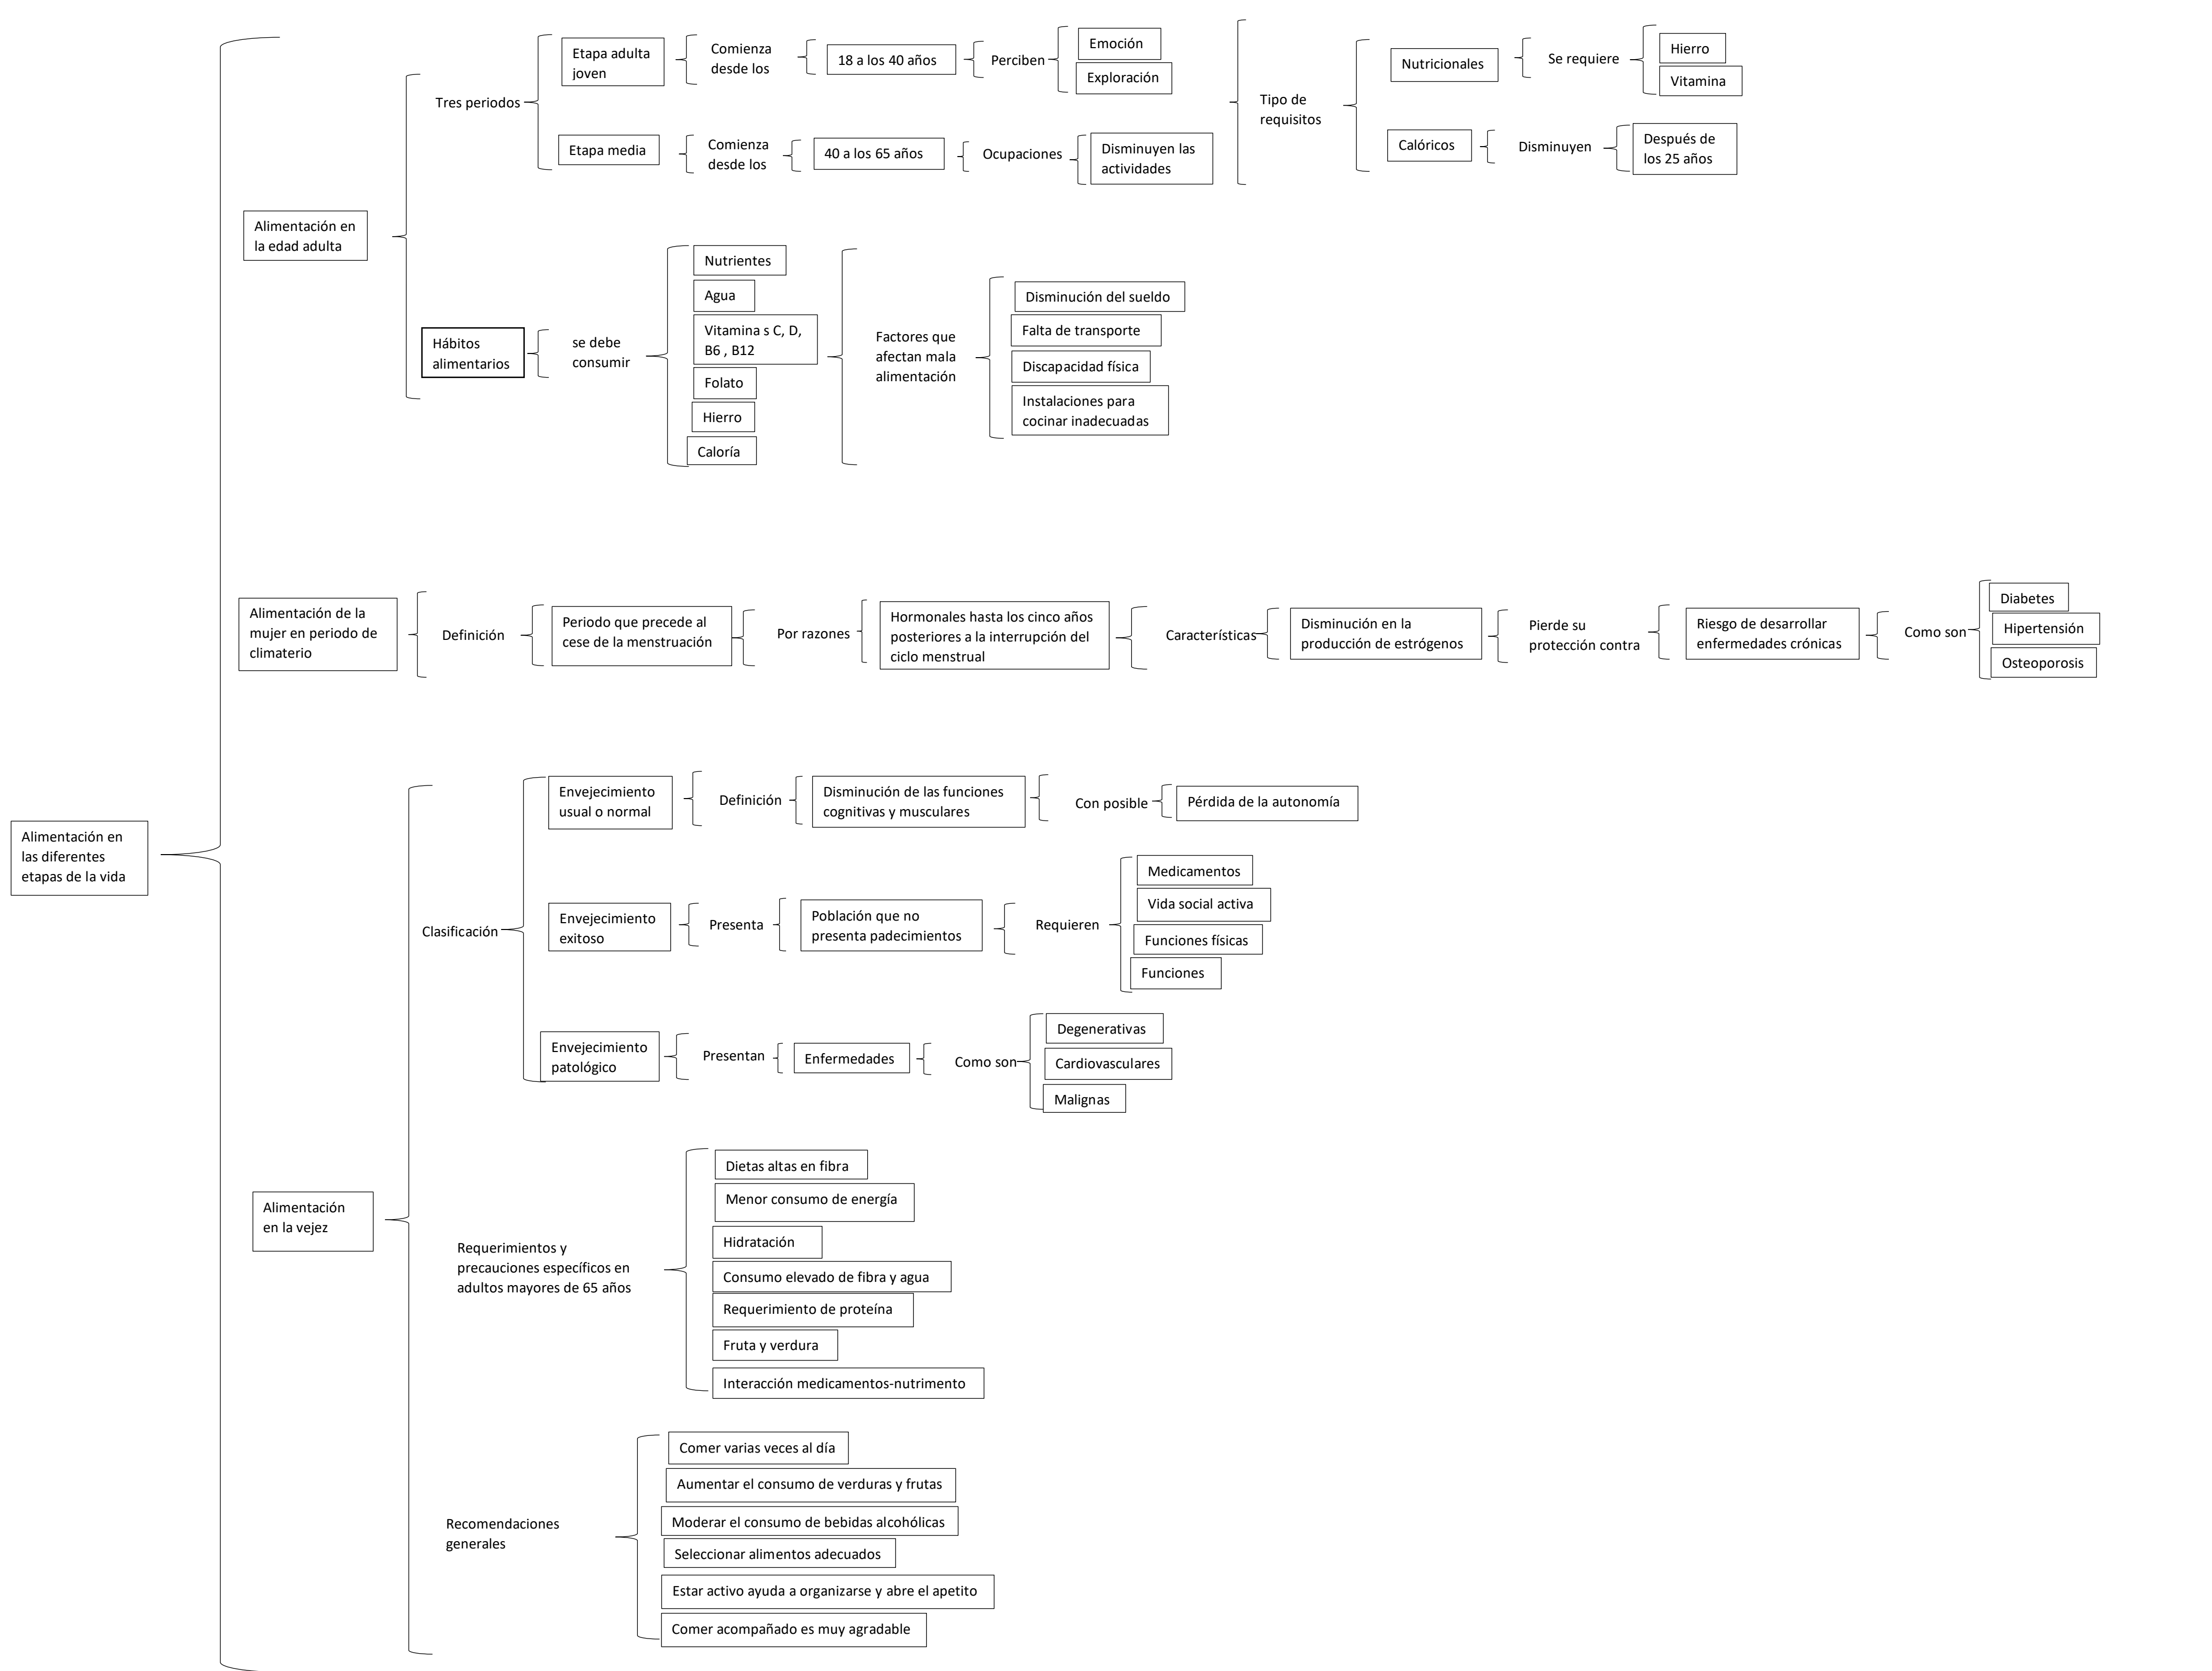 Alimentación en
las diferentes
etapas de la vida
Alimentación en
la edad adulta
Tres periodos
Etapa adulta
joven
Comienza
desde los
18 a los 40 años
Perciben
Emoción
Exploración
Etapa media
Comienza
desde los
40 a los 65 años
Ocupaciones
Disminuyen las
actividades
Tipo de
requisitos
Nutricionales
Se requiere
Hierro
Vitamina
Calóricos
Disminuyen
Después de
los 25 años
Hábitos
alimentarios
se debe
consumir
Nutrientes
Agua
Vitamina s C, D,
B6 , B12
Folato
Hierro
Caloría
Factores que
afectan mala
alimentación
Disminución del sueldo
Falta de transporte
Discapacidad física
Instalaciones para
cocinar inadecuadas
Alimentación de la
mujer en periodo de
climaterio
Definición
Periodo que precede al
cese de la menstruación
Por razones
Hormonales hasta los cinco años
posteriores a la interrupción del
ciclo menstrual
Características
Disminución en la
producción de estrógenos
Pierde su
protección contra
Riesgo de desarrollar
enfermedades crónicas
Como son
Diabetes
Hipertensión
Osteoporosis
Alimentación
en la vejez
Clasificación
Envejecimiento
usual o normal
Definición
Disminución de las funciones
cognitivas y musculares
Con posible
Pérdida de la autonomía
Envejecimiento
exitoso
Presenta
Población que no
presenta padecimientos
Requieren
Medicamentos
Vida social activa
Funciones físicas
Funciones
Envejecimiento
patológico
Presentan
Enfermedades
Como son
Degenerativas
Cardiovasculares
Malignas
Requerimientos y
precauciones específicos en
adultos mayores de 65 años
Dietas altas en fibra
Menor consumo de energía
Hidratación
Consumo elevado de fibra y agua
Requerimiento de proteína
Fruta y verdura
Interacción medicamentos-nutrimento
Recomendaciones
generales
Comer varias veces al día
Aumentar el consumo de verduras y frutas
Moderar el consumo de bebidas alcohólicas
Seleccionar alimentos adecuados
Estar activo ayuda a organizarse y abre el apetito
Comer acompañado es muy agradable